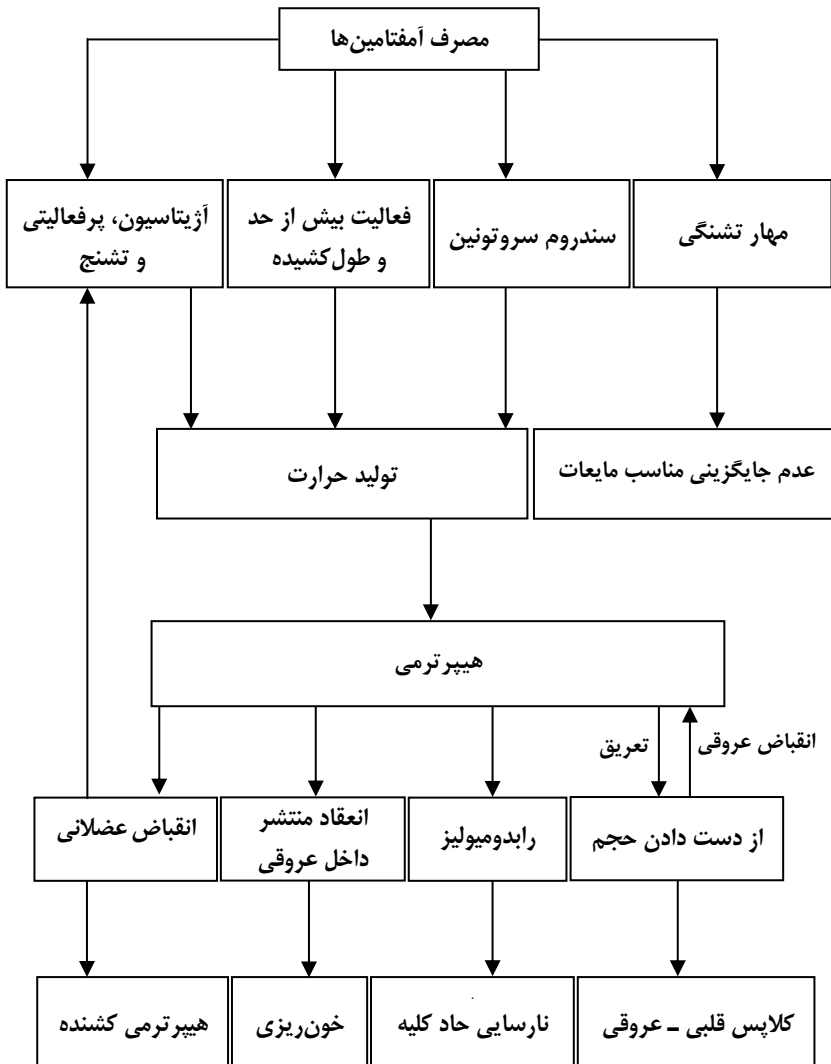 مصرف آمفتامین‌ها
مهار تشنگی
سندروم سروتونین
فعالیت بیش از حد
و طول‌کشیده
آژیتاسیون، پرفعالیتی
و تشنج
عدم جایگزینی مناسب مایعات
تولید حرارت
هیپرترمی
انقباض عروقی
تعریق
از دست دادن حجم
رابدومیولیز
انعقاد منتشر
داخل عروقی
انقباض عضلانی
کلاپس قلبی ـ عروقی
نارسایی حاد کلیه
خون‌ریزی
هیپرترمی کشنده